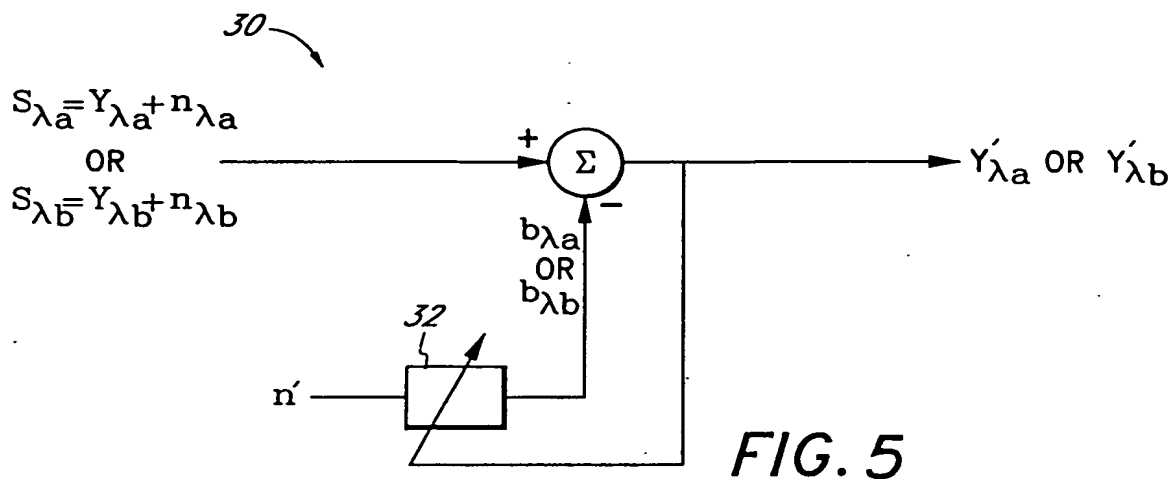 30
S_λa=Y_λa+n_λa
OR
S_λb=Y_λb+n_λb
+
Σ
−
Y′_λa OR Y′_λb
b_λa
OR
b_λb
32
n′
FIG. 5